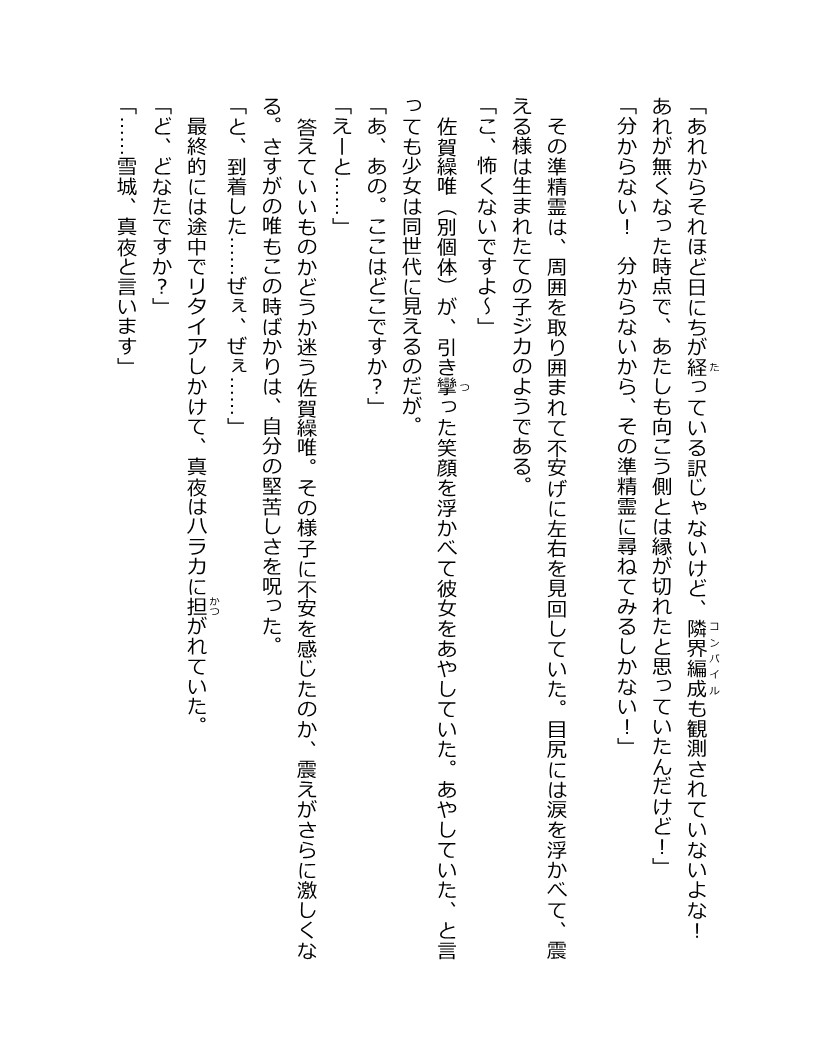 「あれからそれほど日にちが経っている訳じゃないけど、隣界編成も観測されていないよな！
あれが無くなった時点で、あたしも向こう側とは縁が切れたと思っていたんだけど！」
「分からない！　分からないから、その準精霊に尋ねてみるしかない！」
その準精霊は、周囲を取り囲まれて不安げに左右を見回していた。目尻には涙を浮かべて、震
える様は生まれたての子ジカのようである。
「こ、怖くないですよ～」
佐賀繰唯（別個体）が、引き攣った笑顔を浮かべて彼女をあやしていた。あやしていた、と言
っても少女は同世代に見えるのだが。
「あ、あの。ここはどこですか？」
「えーと……」
答えていいものかどうか迷う佐賀繰唯。その様子に不安を感じたのか、震えがさらに激しくな
る。さすがの唯もこの時ばかりは、自分の堅苦しさを呪った。
「と、到着した……ぜぇ、ぜぇ……」
最終的には途中でリタイアしかけて、真夜はハラカに担がれていた。
「ど、どなたですか？」
「……雪城、真夜と言います」